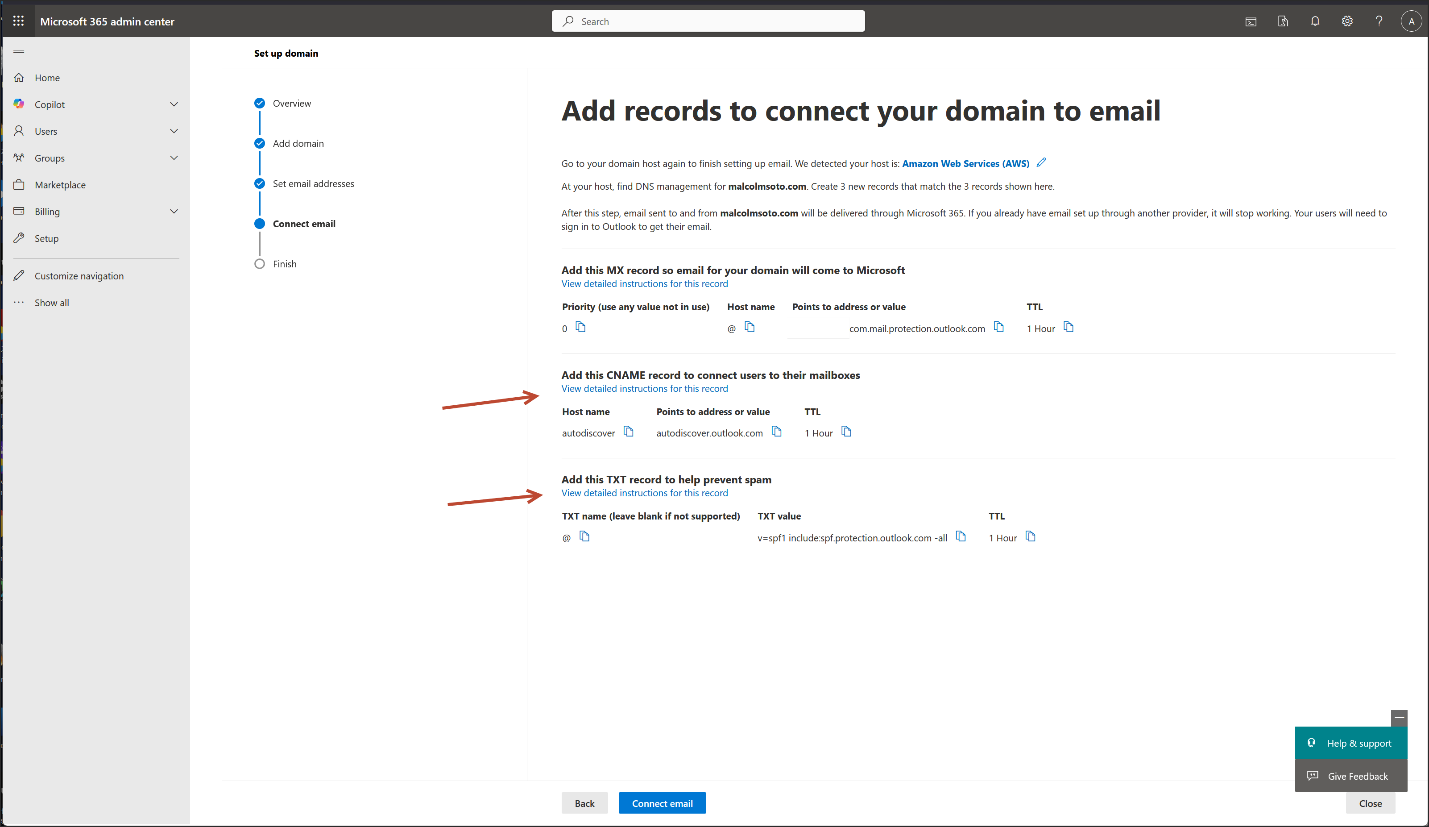 Microsoft 365 admin center
Search
A
Home
Copilot
Users
Groups
Marketplace
Billing
Setup
Customize navigation
Show all
Set up domain
Overview
Add domain
Set email addresses
Connect email
Finish
Add records to connect your domain to email
Go to your domain host again to finish setting up email. We detected your host is: Amazon Web Services (AWS)
At your host, find DNS management for malcolmsoto.com. Create 3 new records that match the 3 records shown here.
After this step, email sent to and from malcolmsoto.com will be delivered through Microsoft 365. If you already have email set up through another provider, it will stop working. Your users will need to
sign in to Outlook to get their email.
Add this MX record so email for your domain will come to Microsoft
View detailed instructions for this record
Priority (use any value not in use) Host name Points to address or value TTL
0 @ com.mail.protection.outlook.com 1 Hour
Add this CNAME record to connect users to their mailboxes
View detailed instructions for this record
Host name Points to address or value TTL
autodiscover autodiscover.outlook.com 1 Hour
Add this TXT record to help prevent spam
View detailed instructions for this record
TXT name (leave blank if not supported) TXT value TTL
@ v=spf1 include:spf.protection.outlook.com -all 1 Hour
Help & support
Give Feedback
Back
Connect email
Close